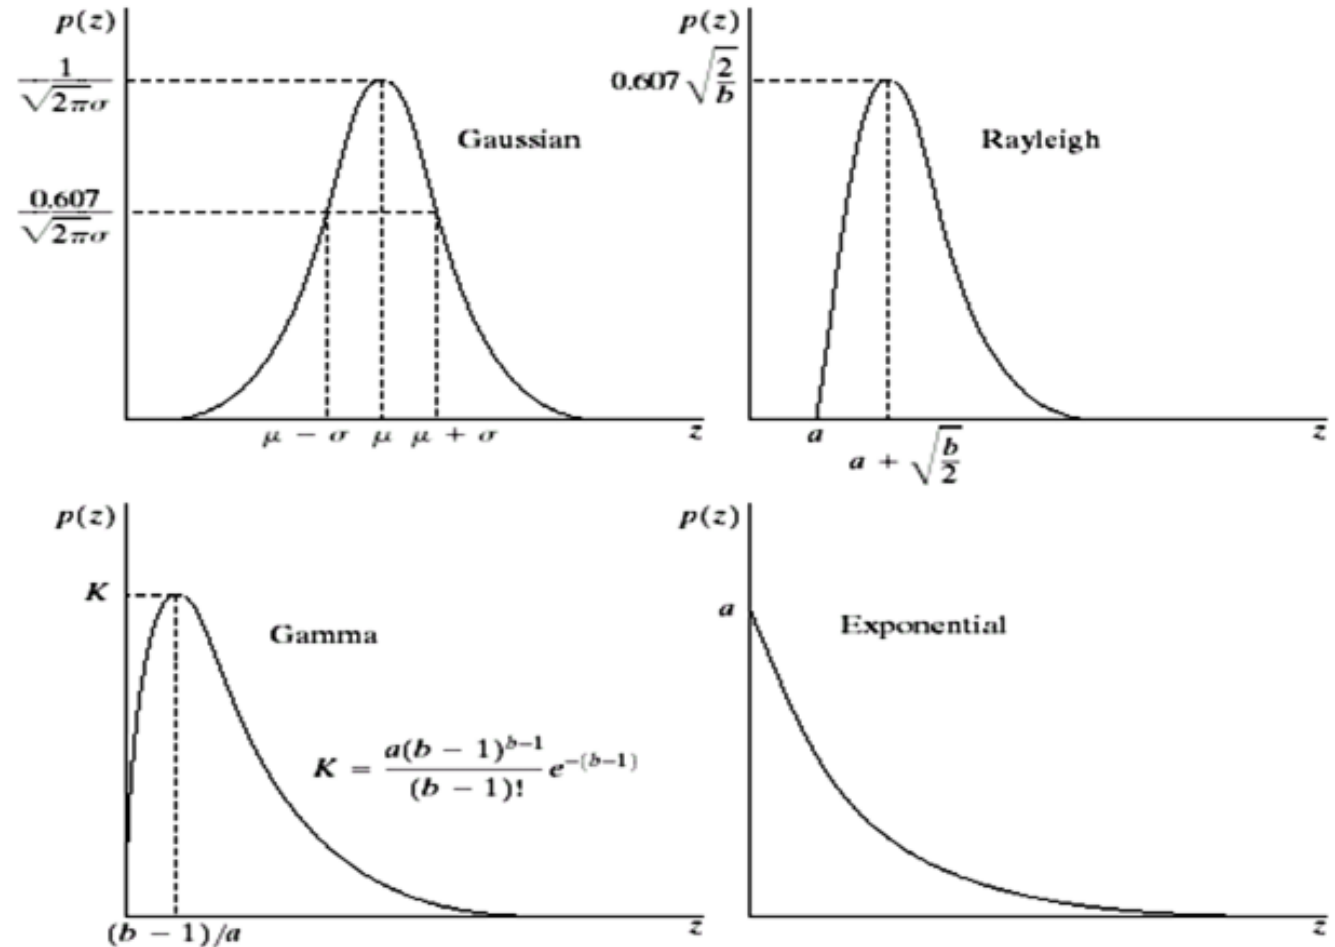 p(z)
1/√2πσ
Gaussian
0.607/√2πσ
μ − σ μ μ + σ z
p(z)
0.607 √2/b
Rayleigh
a z
a + √b/2
p(z)
K
Gamma
K = a(b − 1)^b−1/(b − 1)! e^−(b−1)
(b − 1)/a z
p(z)
a
Exponential
z